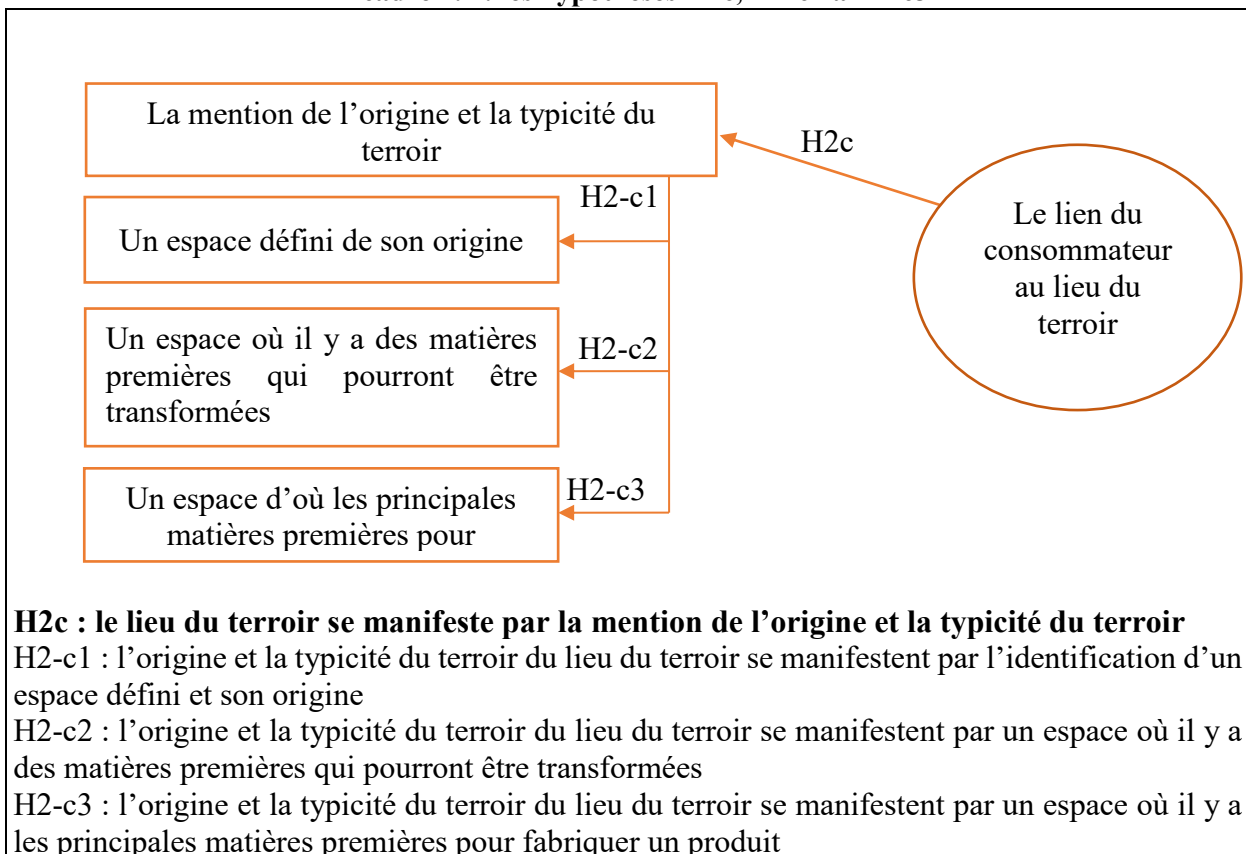 La mention de l’origine et la typicité du
terroir
H2c
H2-c1
Un espace défini de son origine
Le lien du
consommateur
au lieu du
terroir
Un espace où il y a des matières
premières qui pourront être
transformées
H2-c2
Un espace d’où les principales
matières premières pour
H2-c3
H2c : le lieu du terroir se manifeste par la mention de l’origine et la typicité du terroir
H2-c1 : l’origine et la typicité du terroir du lieu du terroir se manifestent par l’identification d’un
espace défini et son origine
H2-c2 : l’origine et la typicité du terroir du lieu du terroir se manifestent par un espace où il y a
des matières premières qui pourront être transformées
H2-c3 : l’origine et la typicité du terroir du lieu du terroir se manifestent par un espace où il y a
les principales matières premières pour fabriquer un produit